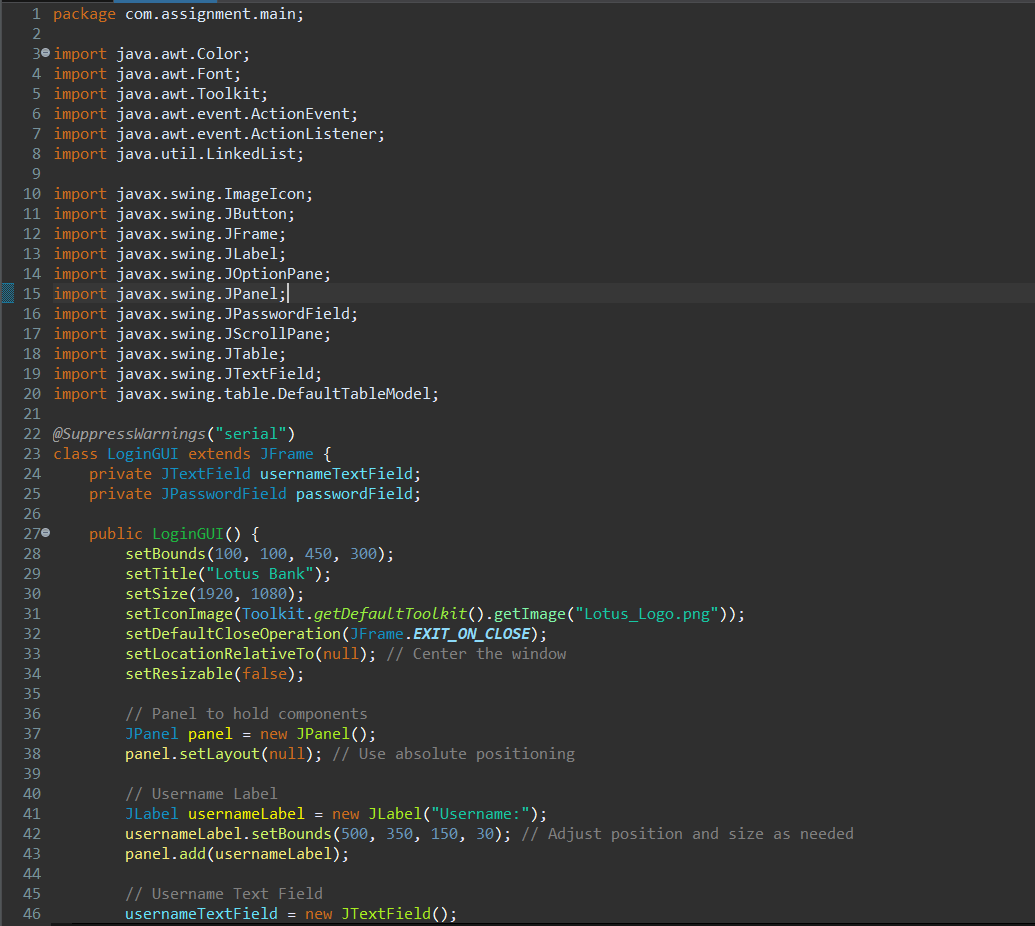 1 package com.assignment.main;
2
3 import java.awt.Color;
4 import java.awt.Font;
5 import java.awt.Toolkit;
6 import java.awt.event.ActionEvent;
7 import java.awt.event.ActionListener;
8 import java.util.LinkedList;
9
10 import javax.swing.ImageIcon;
11 import javax.swing.JButton;
12 import javax.swing.JFrame;
13 import javax.swing.JLabel;
14 import javax.swing.JOptionPane;
15 import javax.swing.JPanel;
16 import javax.swing.JPasswordField;
17 import javax.swing.JScrollPane;
18 import javax.swing.JTable;
19 import javax.swing.JTextField;
20 import javax.swing.table.DefaultTableModel;
21
22 @SuppressWarnings("serial")
23 class LoginGUI extends JFrame {
24     private JTextField usernameTextField;
25     private JPasswordField passwordField;
26
27     public LoginGUI() {
28         setBounds(100, 100, 450, 300);
29         setTitle("Lotus Bank");
30         setSize(1920, 1080);
31         setIconImage(Toolkit.getDefaultToolkit().getImage("Lotus_Logo.png"));
32         setDefaultCloseOperation(JFrame.EXIT_ON_CLOSE);
33         setLocationRelativeTo(null); // Center the window
34         setResizable(false);
35
36         // Panel to hold components
37         JPanel panel = new JPanel();
38         panel.setLayout(null); // Use absolute positioning
39
40         // Username Label
41         JLabel usernameLabel = new JLabel("Username:");
42         usernameLabel.setBounds(500, 350, 150, 30); // Adjust position and size as needed
43         panel.add(usernameLabel);
44
45         // Username Text Field
46         usernameTextField = new JTextField();